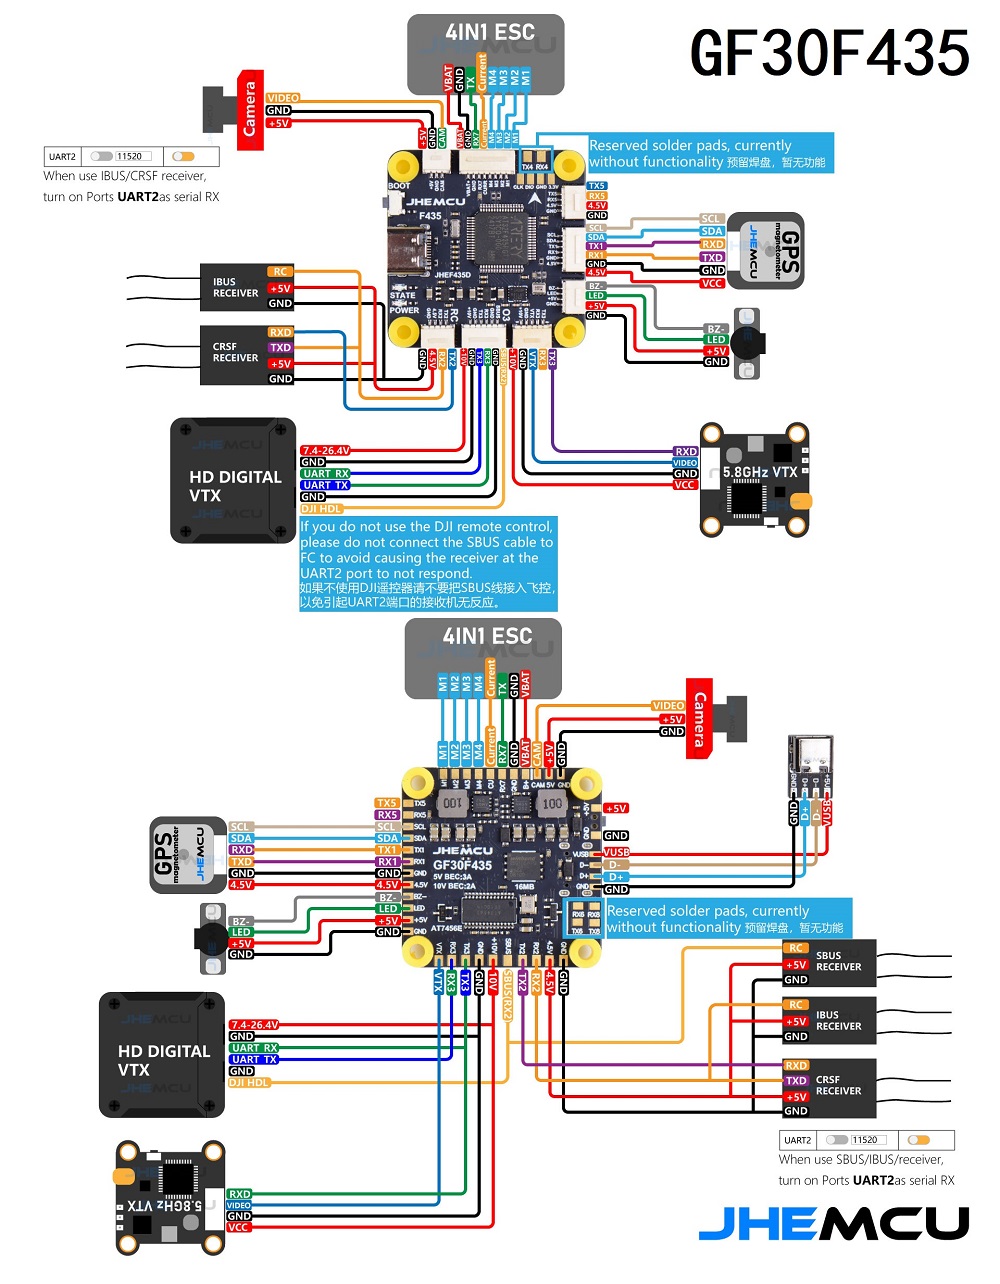 GF30F435
4IN1 ESC
VBAT
GND
TX
Current
M4
M3
M2
M1
Camera
VIDEO
GND
+5V
+5V
GND
CAM
VBAT
GND
RX7
Current
M4
M3
M2
M1
UART2 11520
When use IBUS/CRSF receiver,
turn on Ports UART2as serial RX
Reserved solder pads, currently
without functionality 预留焊盘，暂无功能
TX4 RX4
BOOT
JHEMCU
F435
JHEF435D
STATE
POWER
TX5
RX5
4.5V
GND
SCL
SDA
TX1
RX1
GND
4.5V
BZ-
LED
+5V
GND
SCL
SDA
RXD
TXD
GND
VCC
GPS
magnetometer
JHEMCU
BZ-
LED
+5V
GND
IBUS
RECEIVER
RC
+5V
GND
CRSF
RECEIVER
RXD
TXD
+5V
GND
GND
4.5V
RX2
TX2
+10V
GND
TX3
RX3
GND
SBUS(RX2)
+10V
GND
VTX
RX3
TX3
HD DIGITAL
VTX
JHEMCU
7.4-26.4V
GND
UART RX
UART TX
GND
DJI HDL
RXD
VIDEO
GND
VCC
5.8GHz VTX
If you do not use the DJI remote control,
please do not connect the SBUS cable to
FC to avoid causing the receiver at the
UART2 port to not respond.
如果不使用DJI遥控器请不要把SBUS线接入飞控，
以免引起UART2端口的接收机无反应。
4IN1 ESC
M1
M2
M3
M4
Current
TX
GND
VBAT
M1
M2
M3
M4
Current
RX7
GND
VBAT
CAM
+5V
GND
VIDEO
+5V
GND
Camera
GND
D+
D-
+5V
GND
D+
D-
VUSB
TX5
RX5
SCL
SDA
TX1
RX1
GND
4.5V
BZ-
LED
+5V
GND
GPS
magnetometer
JHEMCU
SCL
SDA
RXD
TXD
GND
4.5V
BZ-
LED
+5V
GND
JHEMCU
GF30F435
5V BEC:3A
10V BEC:2A
16MB
AT7456E
+5V
GND
VUSB
D-
D+
GND
Reserved solder pads, currently
without functionality 预留焊盘，暂无功能
RX6 RX8
TX6 TX8
VTX
RX3
TX3
GND
10V
SBUS(RX2)
TX2
RX2
4.5V
GND
HD DIGITAL
VTX
JHEMCU
7.4-26.4V
GND
UART RX
UART TX
GND
DJI HDL
5.8GHz VTX
RXD
VIDEO
GND
VCC
RC
+5V
GND
SBUS
RECEIVER
RC
+5V
GND
IBUS
RECEIVER
RXD
TXD
+5V
GND
CRSF
RECEIVER
UART2 11520
When use SBUS/IBUS/receiver,
turn on Ports UART2as serial RX
JHEMCU